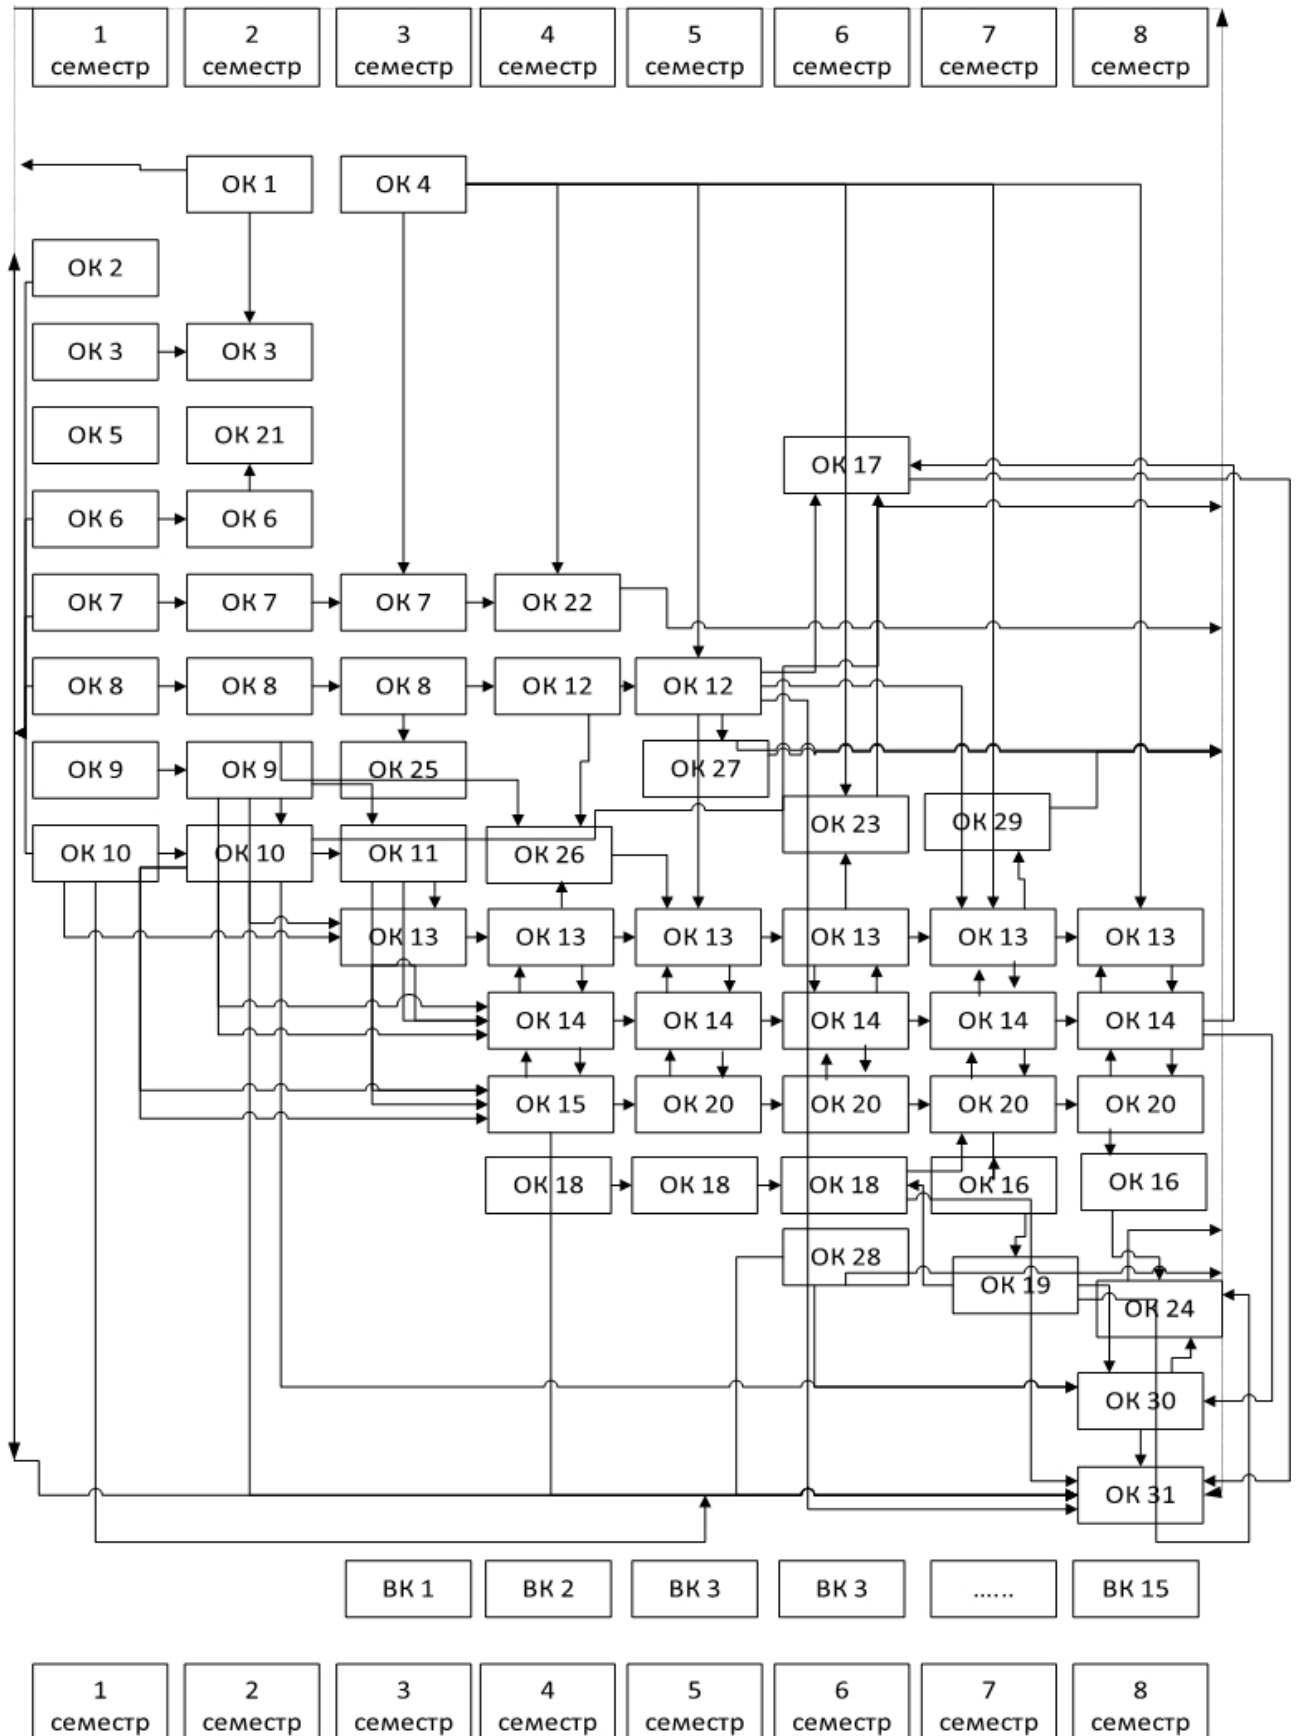 1 семестр
2 семестр
3 семестр
4 семестр
5 семестр
6 семестр
7 семестр
8 семестр
ОК 1
ОК 4
ОК 2
ОК 3
ОК 3
ОК 5
ОК 21
ОК 17
ОК 6
ОК 6
ОК 7
ОК 7
ОК 7
ОК 22
ОК 8
ОК 8
ОК 8
ОК 12
ОК 12
ОК 9
ОК 9
ОК 25
ОК 27
ОК 23
ОК 29
ОК 10
ОК 10
ОК 11
ОК 26
ОК 13
ОК 13
ОК 13
ОК 13
ОК 13
ОК 13
ОК 14
ОК 14
ОК 14
ОК 14
ОК 14
ОК 15
ОК 20
ОК 20
ОК 20
ОК 20
ОК 18
ОК 18
ОК 18
ОК 16
ОК 16
ОК 28
ОК 19
ОК 24
ОК 30
ОК 31
ВК 1
ВК 2
ВК 3
ВК 3
......
ВК 15
1 семестр
2 семестр
3 семестр
4 семестр
5 семестр
6 семестр
7 семестр
8 семестр